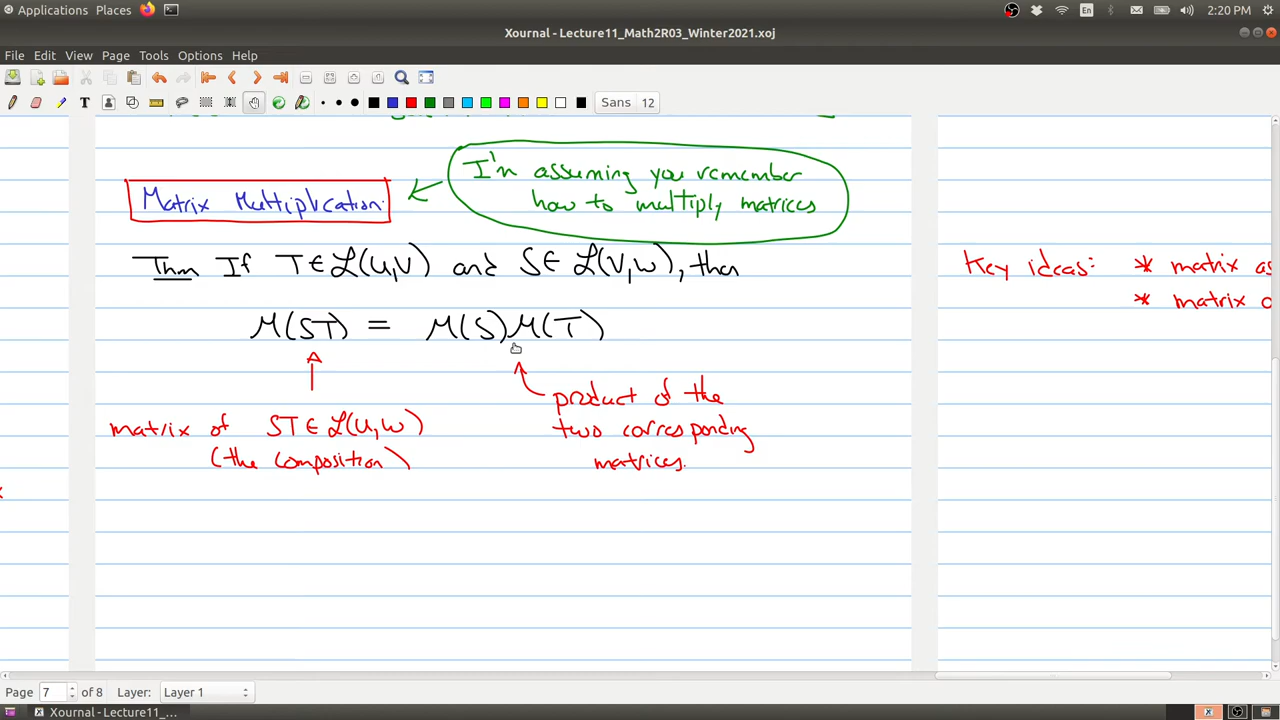 Applications Places 2:20 PM
En
Xournal - Lecture11_Math2R03_Winter2021.xoj
File Edit View Page Tools Options Help
T Sans 12
I'm assuming you remember
how to multiply matrices
Matrix Multiplication.
Thm If T∈ℒ(U,V) and S∈ℒ(V,W), then
ℳ(ST) = ℳ(S)ℳ(T)
matrix of ST∈ℒ(U,W)
(the composition)
product of the
two corresponding
matrices.
Key ideas: * matrix as
* matrix o
Page 7 of 8 Layer: Layer 1
Xournal - Lecture11_Math2R03_...